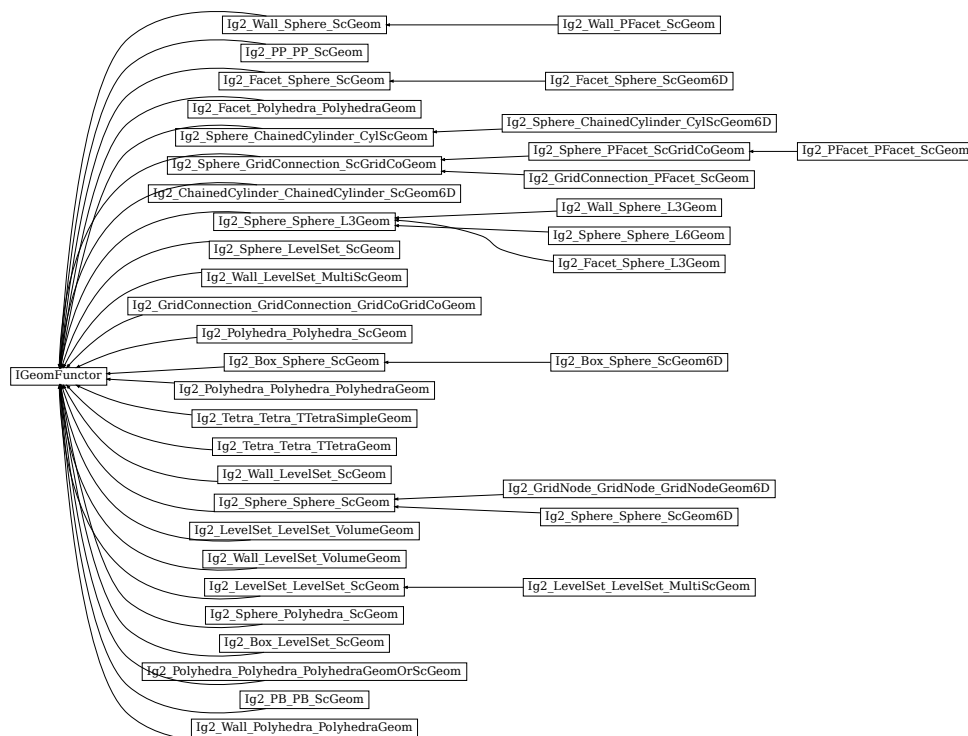 Ig2_Wall_Sphere_ScGeom
Ig2_Wall_PFacet_ScGeom
Ig2_PP_PP_ScGeom
Ig2_Facet_Sphere_ScGeom
Ig2_Facet_Sphere_ScGeom6D
Ig2_Facet_Polyhedra_PolyhedraGeom
Ig2_Sphere_ChainedCylinder_CylScGeom
Ig2_Sphere_ChainedCylinder_CylScGeom6D
Ig2_Sphere_GridConnection_ScGridCoGeom
Ig2_Sphere_PFacet_ScGridCoGeom
Ig2_PFacet_PFacet_ScGeom
Ig2_GridConnection_PFacet_ScGeom
Ig2_ChainedCylinder_ChainedCylinder_ScGeom6D
Ig2_Sphere_Sphere_L3Geom
Ig2_Wall_Sphere_L3Geom
Ig2_Sphere_Sphere_L6Geom
Ig2_Facet_Sphere_L3Geom
Ig2_Sphere_LevelSet_ScGeom
Ig2_Wall_LevelSet_MultiScGeom
Ig2_GridConnection_GridConnection_GridCoGridCoGeom
Ig2_Polyhedra_Polyhedra_ScGeom
Ig2_Box_Sphere_ScGeom
Ig2_Box_Sphere_ScGeom6D
IGeomFunctor
Ig2_Polyhedra_Polyhedra_PolyhedraGeom
Ig2_Tetra_Tetra_TTetraSimpleGeom
Ig2_Tetra_Tetra_TTetraGeom
Ig2_Wall_LevelSet_ScGeom
Ig2_Sphere_Sphere_ScGeom
Ig2_GridNode_GridNode_GridNodeGeom6D
Ig2_Sphere_Sphere_ScGeom6D
Ig2_LevelSet_LevelSet_VolumeGeom
Ig2_Wall_LevelSet_VolumeGeom
Ig2_LevelSet_LevelSet_ScGeom
Ig2_LevelSet_LevelSet_MultiScGeom
Ig2_Sphere_Polyhedra_ScGeom
Ig2_Box_LevelSet_ScGeom
Ig2_Polyhedra_Polyhedra_PolyhedraGeomOrScGeom
Ig2_PB_PB_ScGeom
Ig2_Wall_Polyhedra_PolyhedraGeom